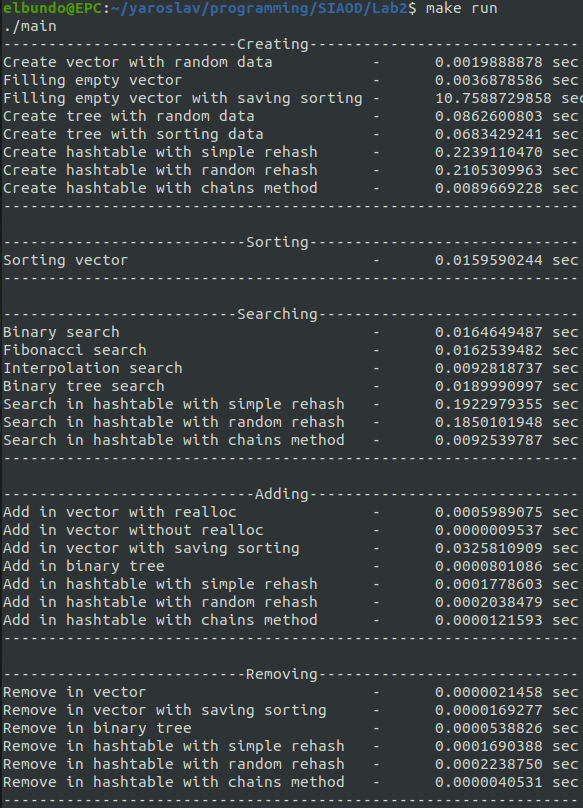 elbundo@EPC:~/yaroslav/programming/SIAOD/Lab2$ make run
./main
--------------------------Creating------------------------------
Create vector with random data - 0.0019888878 sec
Filling empty vector - 0.0036878586 sec
Filling empty vector with saving sorting - 10.7588729858 sec
Create tree with random data - 0.0862600803 sec
Create tree with sorting data - 0.0683429241 sec
Create hashtable with simple rehash - 0.2239110470 sec
Create hashtable with random rehash - 0.2105309963 sec
Create hashtable with chains method - 0.0089669228 sec
----------------------------------------------------------------
---------------------------Sorting------------------------------
Sorting vector - 0.0159590244 sec
----------------------------------------------------------------
--------------------------Searching-----------------------------
Binary search - 0.0164649487 sec
Fibonacci search - 0.0162539482 sec
Interpolation search - 0.0092818737 sec
Binary tree search - 0.0189990997 sec
Search in hashtable with simple rehash - 0.1922979355 sec
Search in hashtable with random rehash - 0.1850101948 sec
Search in hashtable with chains method - 0.0092539787 sec
----------------------------------------------------------------
----------------------------Adding------------------------------
Add in vector with realloc - 0.0005989075 sec
Add in vector without realloc - 0.0000009537 sec
Add in vector with saving sorting - 0.0325810909 sec
Add in binary tree - 0.0000801086 sec
Add in hashtable with simple rehash - 0.0001778603 sec
Add in hashtable with random rehash - 0.0002038479 sec
Add in hashtable with chains method - 0.0000121593 sec
----------------------------------------------------------------
---------------------------Removing-----------------------------
Remove in vector - 0.0000021458 sec
Remove in vector with saving sorting - 0.0000169277 sec
Remove in binary tree - 0.0000538826 sec
Remove in hashtable with simple rehash - 0.0001690388 sec
Remove in hashtable with random rehash - 0.0002238750 sec
Remove in hashtable with chains method - 0.0000040531 sec
----------------------------------------------------------------